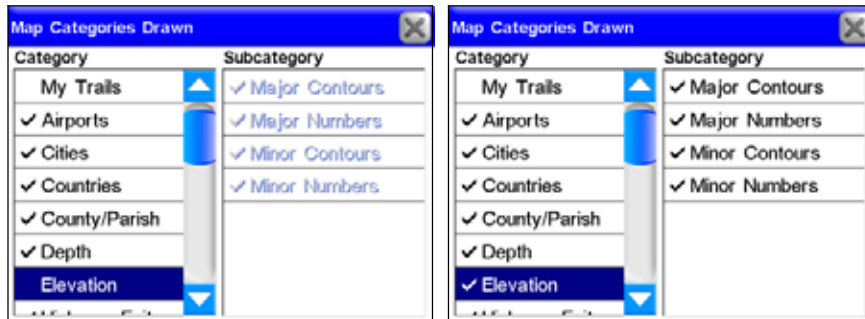 Map Categories Drawn
Category Subcategory
My Trails
Airports
Cities
Countries
County/Parish
Depth
Elevation
Major Contours
Major Numbers
Minor Contours
Minor Numbers
Map Categories Drawn
Category Subcategory
My Trails
Airports
Cities
Countries
County/Parish
Depth
Elevation
Major Contours
Major Numbers
Minor Contours
Minor Numbers